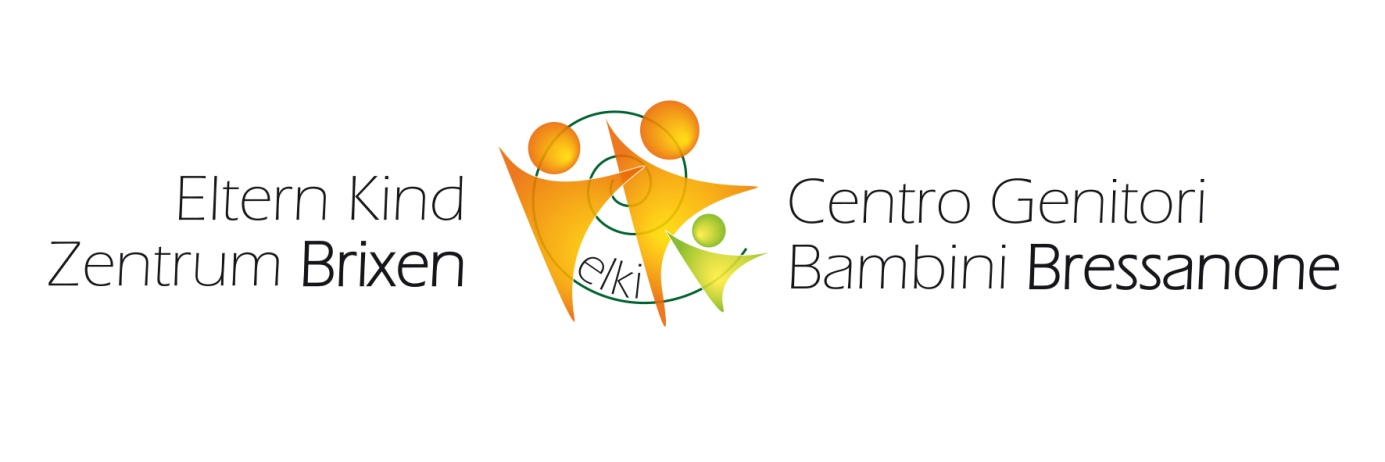 Eltern Kind
Zentrum Brixen
elki
Centro Genitori
Bambini Bressanone